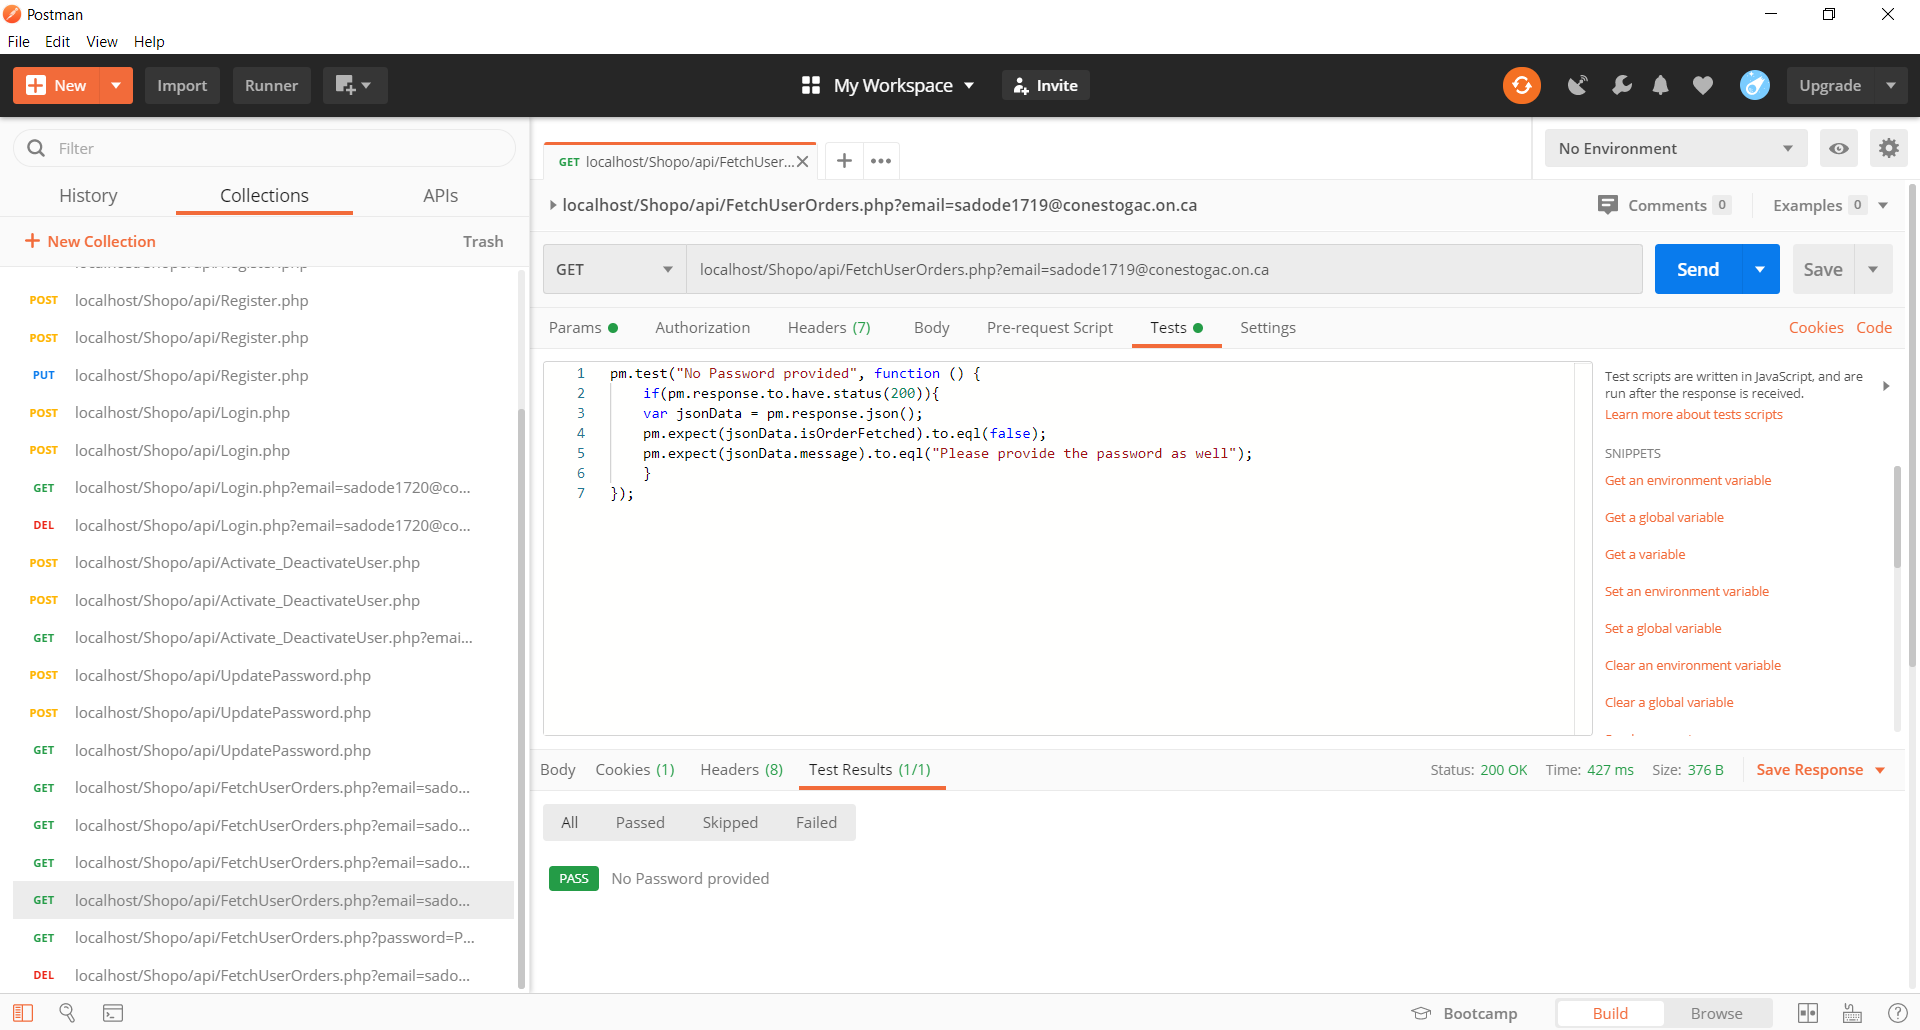 Postman
File Edit View Help
New Import Runner My Workspace Invite Upgrade
Filter
History Collections APIs
New Collection Trash
localhost/Shopo/api/Register.php
POST localhost/Shopo/api/Register.php
POST localhost/Shopo/api/Register.php
PUT localhost/Shopo/api/Register.php
POST localhost/Shopo/api/Login.php
POST localhost/Shopo/api/Login.php
GET localhost/Shopo/api/Login.php?email=sadode1720@co...
DEL localhost/Shopo/api/Login.php?email=sadode1720@co...
POST localhost/Shopo/api/Activate_DeactivateUser.php
POST localhost/Shopo/api/Activate_DeactivateUser.php
GET localhost/Shopo/api/Activate_DeactivateUser.php?emai...
POST localhost/Shopo/api/UpdatePassword.php
POST localhost/Shopo/api/UpdatePassword.php
GET localhost/Shopo/api/UpdatePassword.php
GET localhost/Shopo/api/FetchUserOrders.php?email=sado...
GET localhost/Shopo/api/FetchUserOrders.php?email=sado...
GET localhost/Shopo/api/FetchUserOrders.php?email=sado...
GET localhost/Shopo/api/FetchUserOrders.php?email=sado...
GET localhost/Shopo/api/FetchUserOrders.php?password=P...
DEL localhost/Shopo/api/FetchUserOrders.php?email=sado...
GET localhost/Shopo/api/FetchUser...
No Environment
localhost/Shopo/api/FetchUserOrders.php?email=sadode1719@conestogac.on.ca
Comments 0 Examples 0
GET localhost/Shopo/api/FetchUserOrders.php?email=sadode1719@conestogac.on.ca Send Save
Params Authorization Headers (7) Body Pre-request Script Tests Settings Cookies Code
1 pm.test("No Password provided", function () {
2 if(pm.response.to.have.status(200)){
3 var jsonData = pm.response.json();
4 pm.expect(jsonData.isOrderFetched).to.eql(false);
5 pm.expect(jsonData.message).to.eql("Please provide the password as well");
6 }
7 });
Test scripts are written in JavaScript, and are
run after the response is received.
Learn more about tests scripts
SNIPPETS
Get an environment variable
Get a global variable
Get a variable
Set an environment variable
Set a global variable
Clear an environment variable
Clear a global variable
Body Cookies (1) Headers (8) Test Results (1/1) Status: 200 OK Time: 427 ms Size: 376 B Save Response
All Passed Skipped Failed
PASS No Password provided
Bootcamp Build Browse